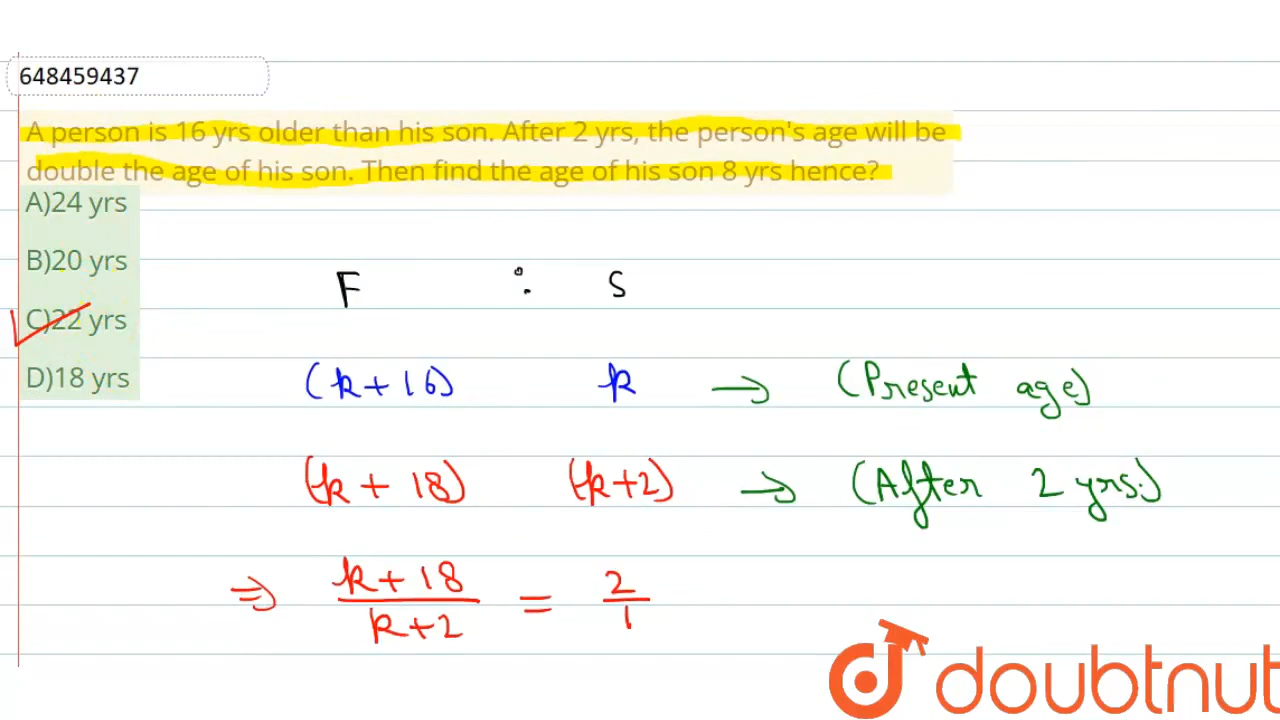 648459437
A person is 16 yrs older than his son. After 2 yrs, the person's age will be
double the age of his son. Then find the age of his son 8 yrs hence?
A)24 yrs
B)20 yrs
C)22 yrs
D)18 yrs
F : S
(k+16) k → (Present age)
(k+18) (k+2) → (After 2 yrs.)
⇒ k+18 / k+2 = 2 / 1
doubtnut